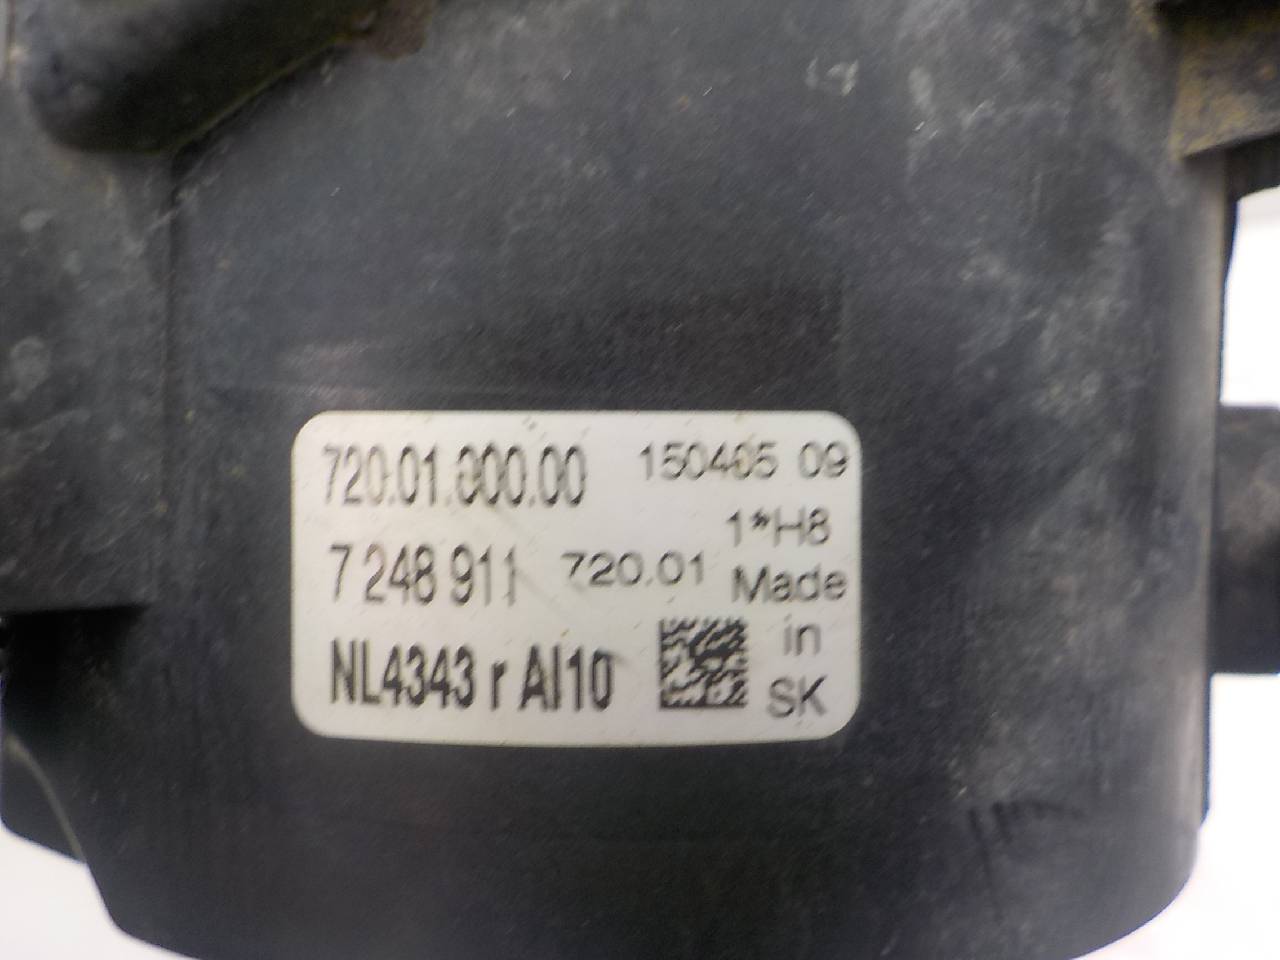 720.01.000.00 150405 09
1*H8
7 248 911 720.01 Made
in
NL4343 r AI10 SK